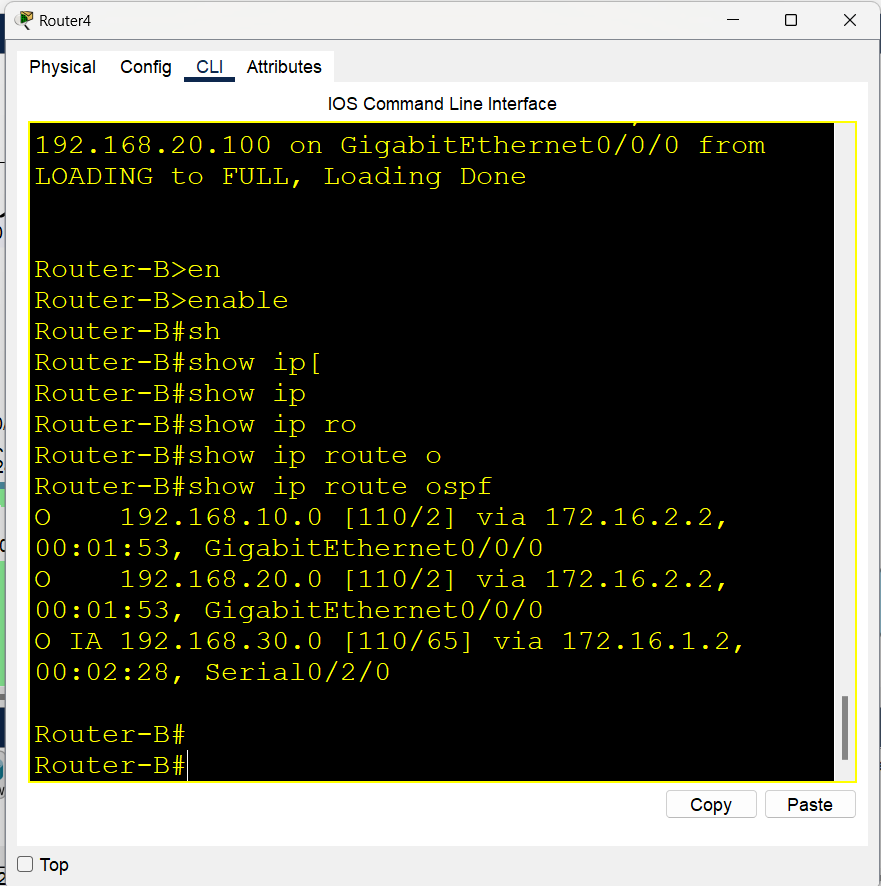 Router4
Physical Config CLI Attributes
IOS Command Line Interface
192.168.20.100 on GigabitEthernet0/0/0 from
LOADING to FULL, Loading Done
Router-B>en
Router-B>enable
Router-B#sh
Router-B#show ip[
Router-B#show ip
Router-B#show ip ro
Router-B#show ip route o
Router-B#show ip route ospf
O    192.168.10.0 [110/2] via 172.16.2.2,
00:01:53, GigabitEthernet0/0/0
O    192.168.20.0 [110/2] via 172.16.2.2,
00:01:53, GigabitEthernet0/0/0
O IA 192.168.30.0 [110/65] via 172.16.1.2,
00:02:28, Serial0/2/0
Router-B#
Router-B#
Copy Paste
Top